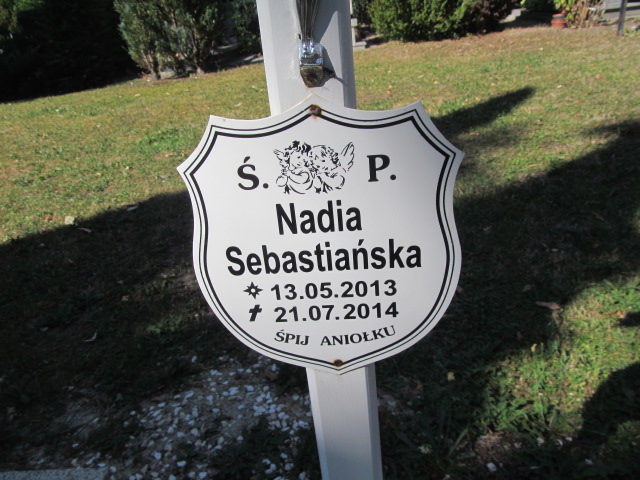 Ś. P.
Nadia
Sebastiańska
13.05.2013
✝ 21.07.2014
ŚPIJ ANIOŁKU